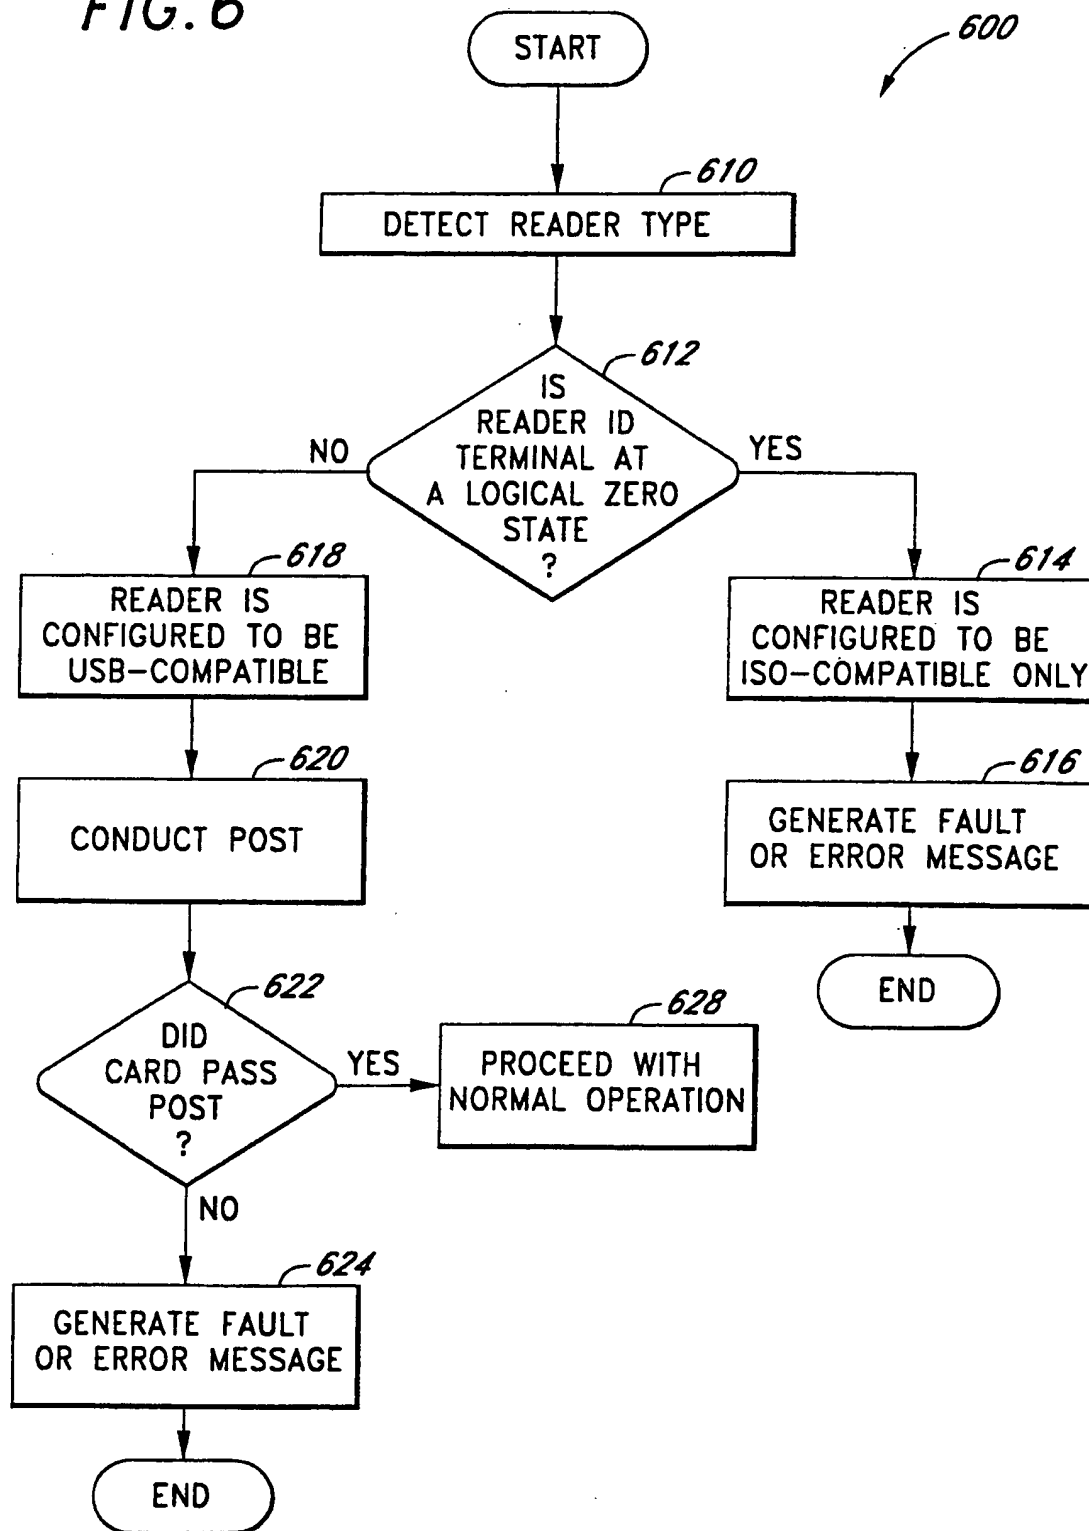 FIG. 6
START
600
610
DETECT READER TYPE
612
IS
READER ID
TERMINAL AT
A LOGICAL ZERO
STATE
?
NO
YES
618
READER IS
CONFIGURED TO BE
USB-COMPATIBLE
614
READER IS
CONFIGURED TO BE
ISO-COMPATIBLE ONLY
620
CONDUCT POST
616
GENERATE FAULT
OR ERROR MESSAGE
END
622
DID
CARD PASS
POST
?
YES
628
PROCEED WITH
NORMAL OPERATION
NO
624
GENERATE FAULT
OR ERROR MESSAGE
END